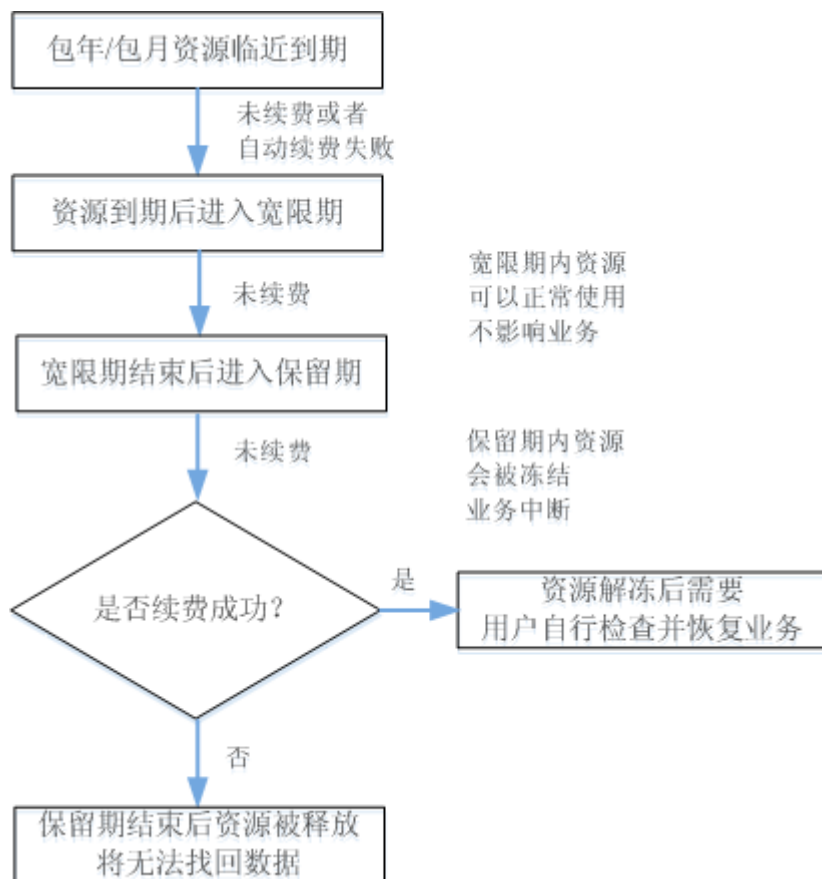 包年/包月资源临近到期
未续费或者
自动续费失败
资源到期后进入宽限期
未续费
宽限期内资源
可以正常使用
不影响业务
宽限期结束后进入保留期
未续费
保留期内资源
会被冻结
业务中断
是否续费成功？
是
资源解冻后需要
用户自行检查并恢复业务
否
保留期结束后资源被释放
将无法找回数据